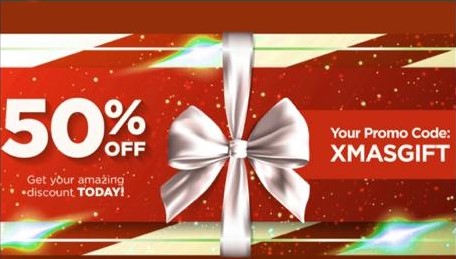 50% OFF
Get your amazing
discount TODAY!
Your Promo Code:
XMASGIFT